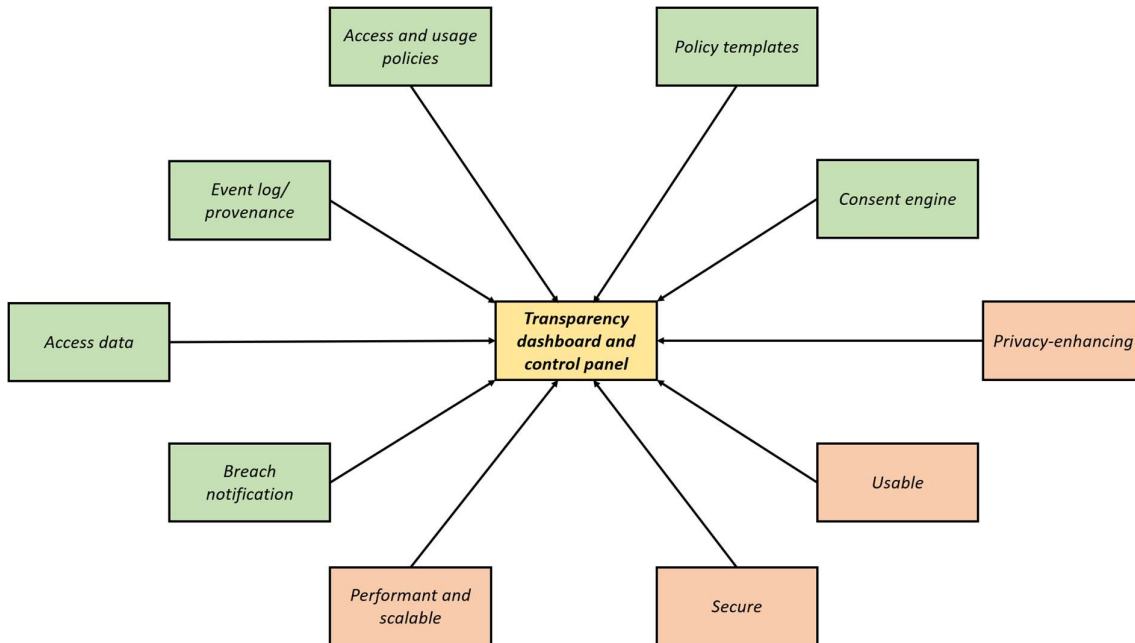 Access and usage
policies
Policy templates
Event log/
provenance
Consent engine
Access data
Transparency
dashboard and
control panel
Privacy-enhancing
Breach
notification
Usable
Performant and
scalable
Secure